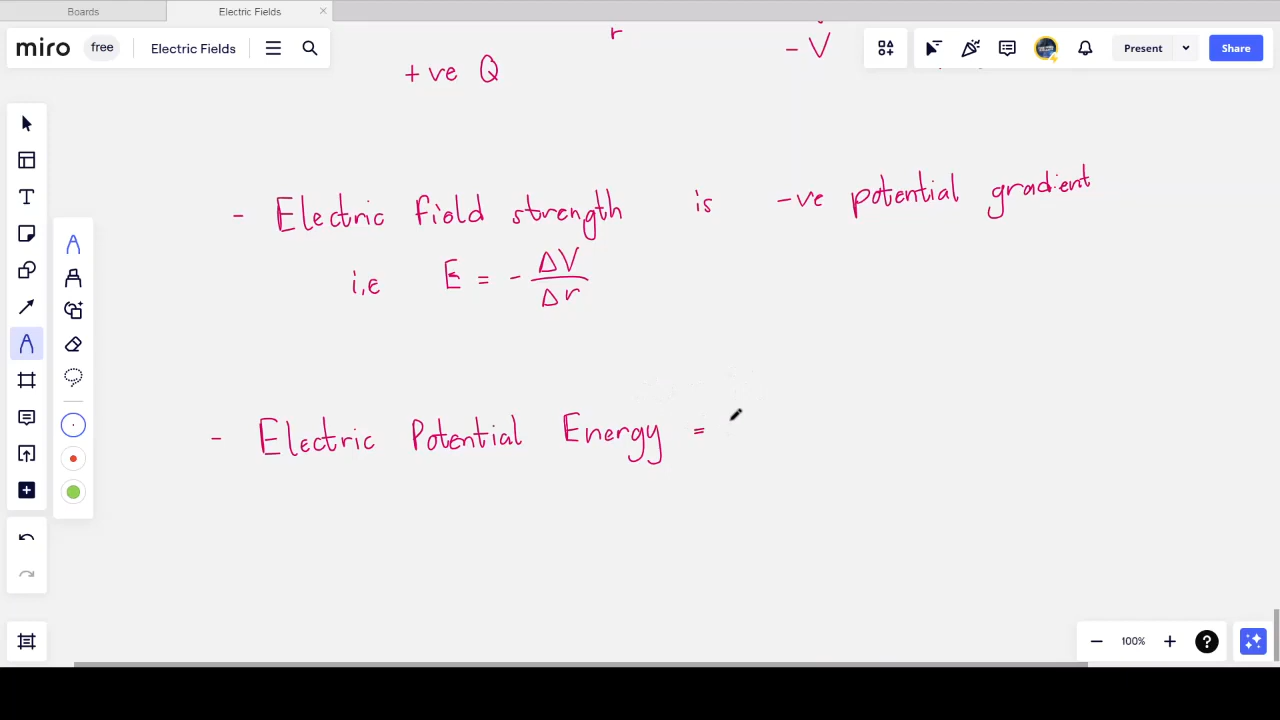 Boards
Electric Fields
miro free Electric Fields
Present
Share
r
- V
+ve Q
- Electric field strength is -ve potential gradient
i.e E = - ΔV/Δr
- Electric Potential Energy =
100%